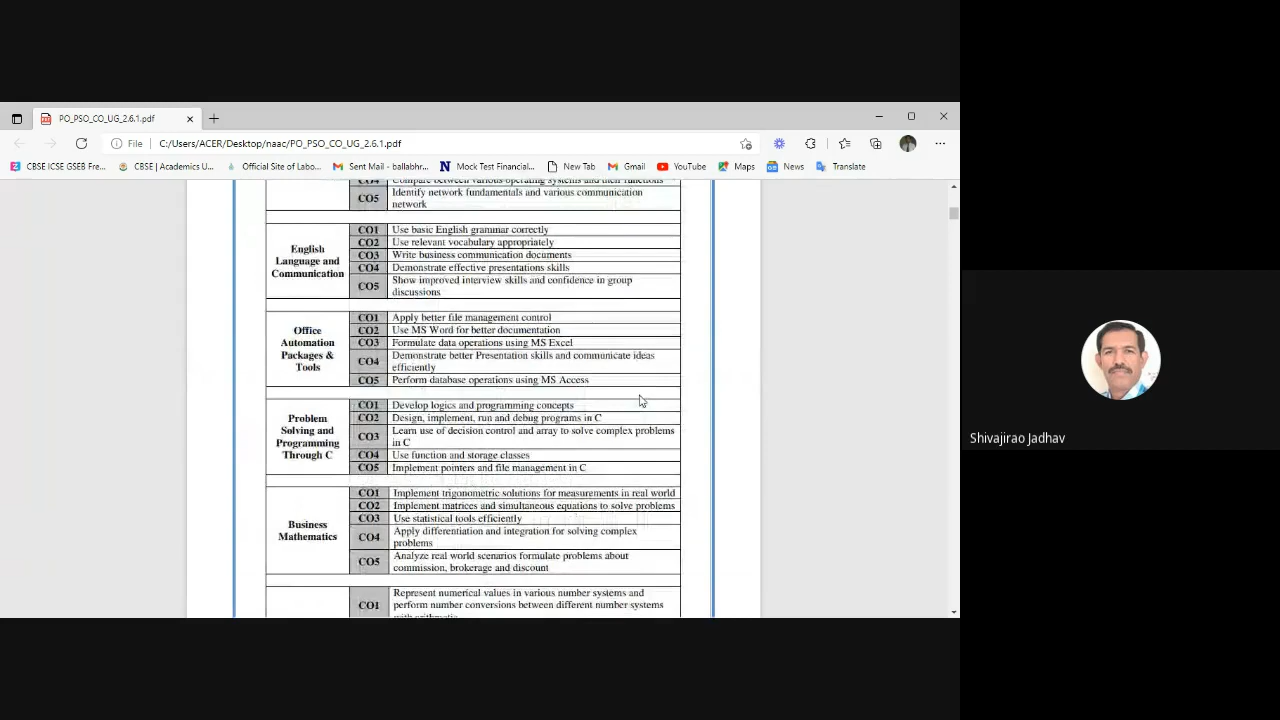 PO_PSO_CO_UG_2.6.1.pdf
File C:/Users/ACER/Desktop/naac/PO_PSO_CO_UG_2.6.1.pdf
CBSE ICSE GSEB Fre... CBSE | Academics U... Official Site of Labo... Sent Mail - ballabhr... Mock Test Financial... New Tab Gmail YouTube Maps News Translate
CO4 Compare between various operating systems and their functions
CO5 Identify network fundamentals and various communication
network
English
Language and
Communication
CO1 Use basic English grammar correctly
CO2 Use relevant vocabulary appropriately
CO3 Write business communication documents
CO4 Demonstrate effective presentations skills
CO5 Show improved interview skills and confidence in group
discussions
Office
Automation
Packages &
Tools
CO1 Apply better file management control
CO2 Use MS Word for better documentation
CO3 Formulate data operations using MS Excel
CO4 Demonstrate better Presentation skills and communicate ideas
efficiently
CO5 Perform database operations using MS Access
Problem
Solving and
Programming
Through C
CO1 Develop logics and programming concepts
CO2 Design, implement, run and debug programs in C
CO3 Learn use of decision control and array to solve complex problems
in C
CO4 Use function and storage classes
CO5 Implement pointers and file management in C
Business
Mathematics
CO1 Implement trigonometric solutions for measurements in real world
CO2 Implement matrices and simultaneous equations to solve problems
CO3 Use statistical tools efficiently
CO4 Apply differentiation and integration for solving complex
problems
CO5 Analyze real world scenarios formulate problems about
commission, brokerage and discount
CO1 Represent numerical values in various number systems and
perform number conversions between different number systems
with arithmetic
Shivajirao Jadhav